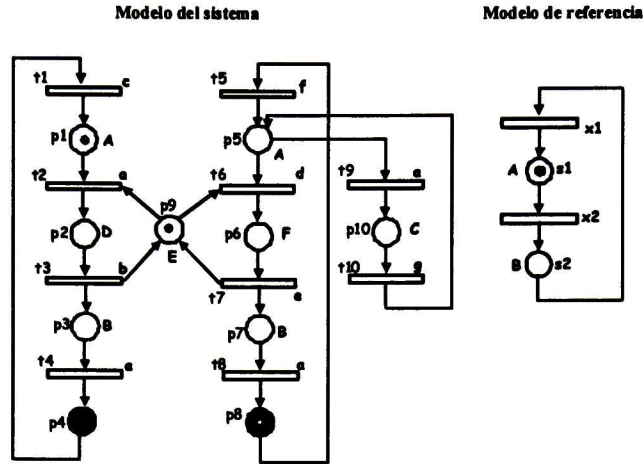 Modelo del sistema
Modelo de referencia
t1 c
p1 A
t2 a
p2 D
t3 b
p3 B
t4 a
p4
p9
E
t5 f
p5 A
t6 d
p6 F
t7 e
p7 B
t8 a
p8
t9 a
p10 C
t10 g
x1
A s1
x2
B s2